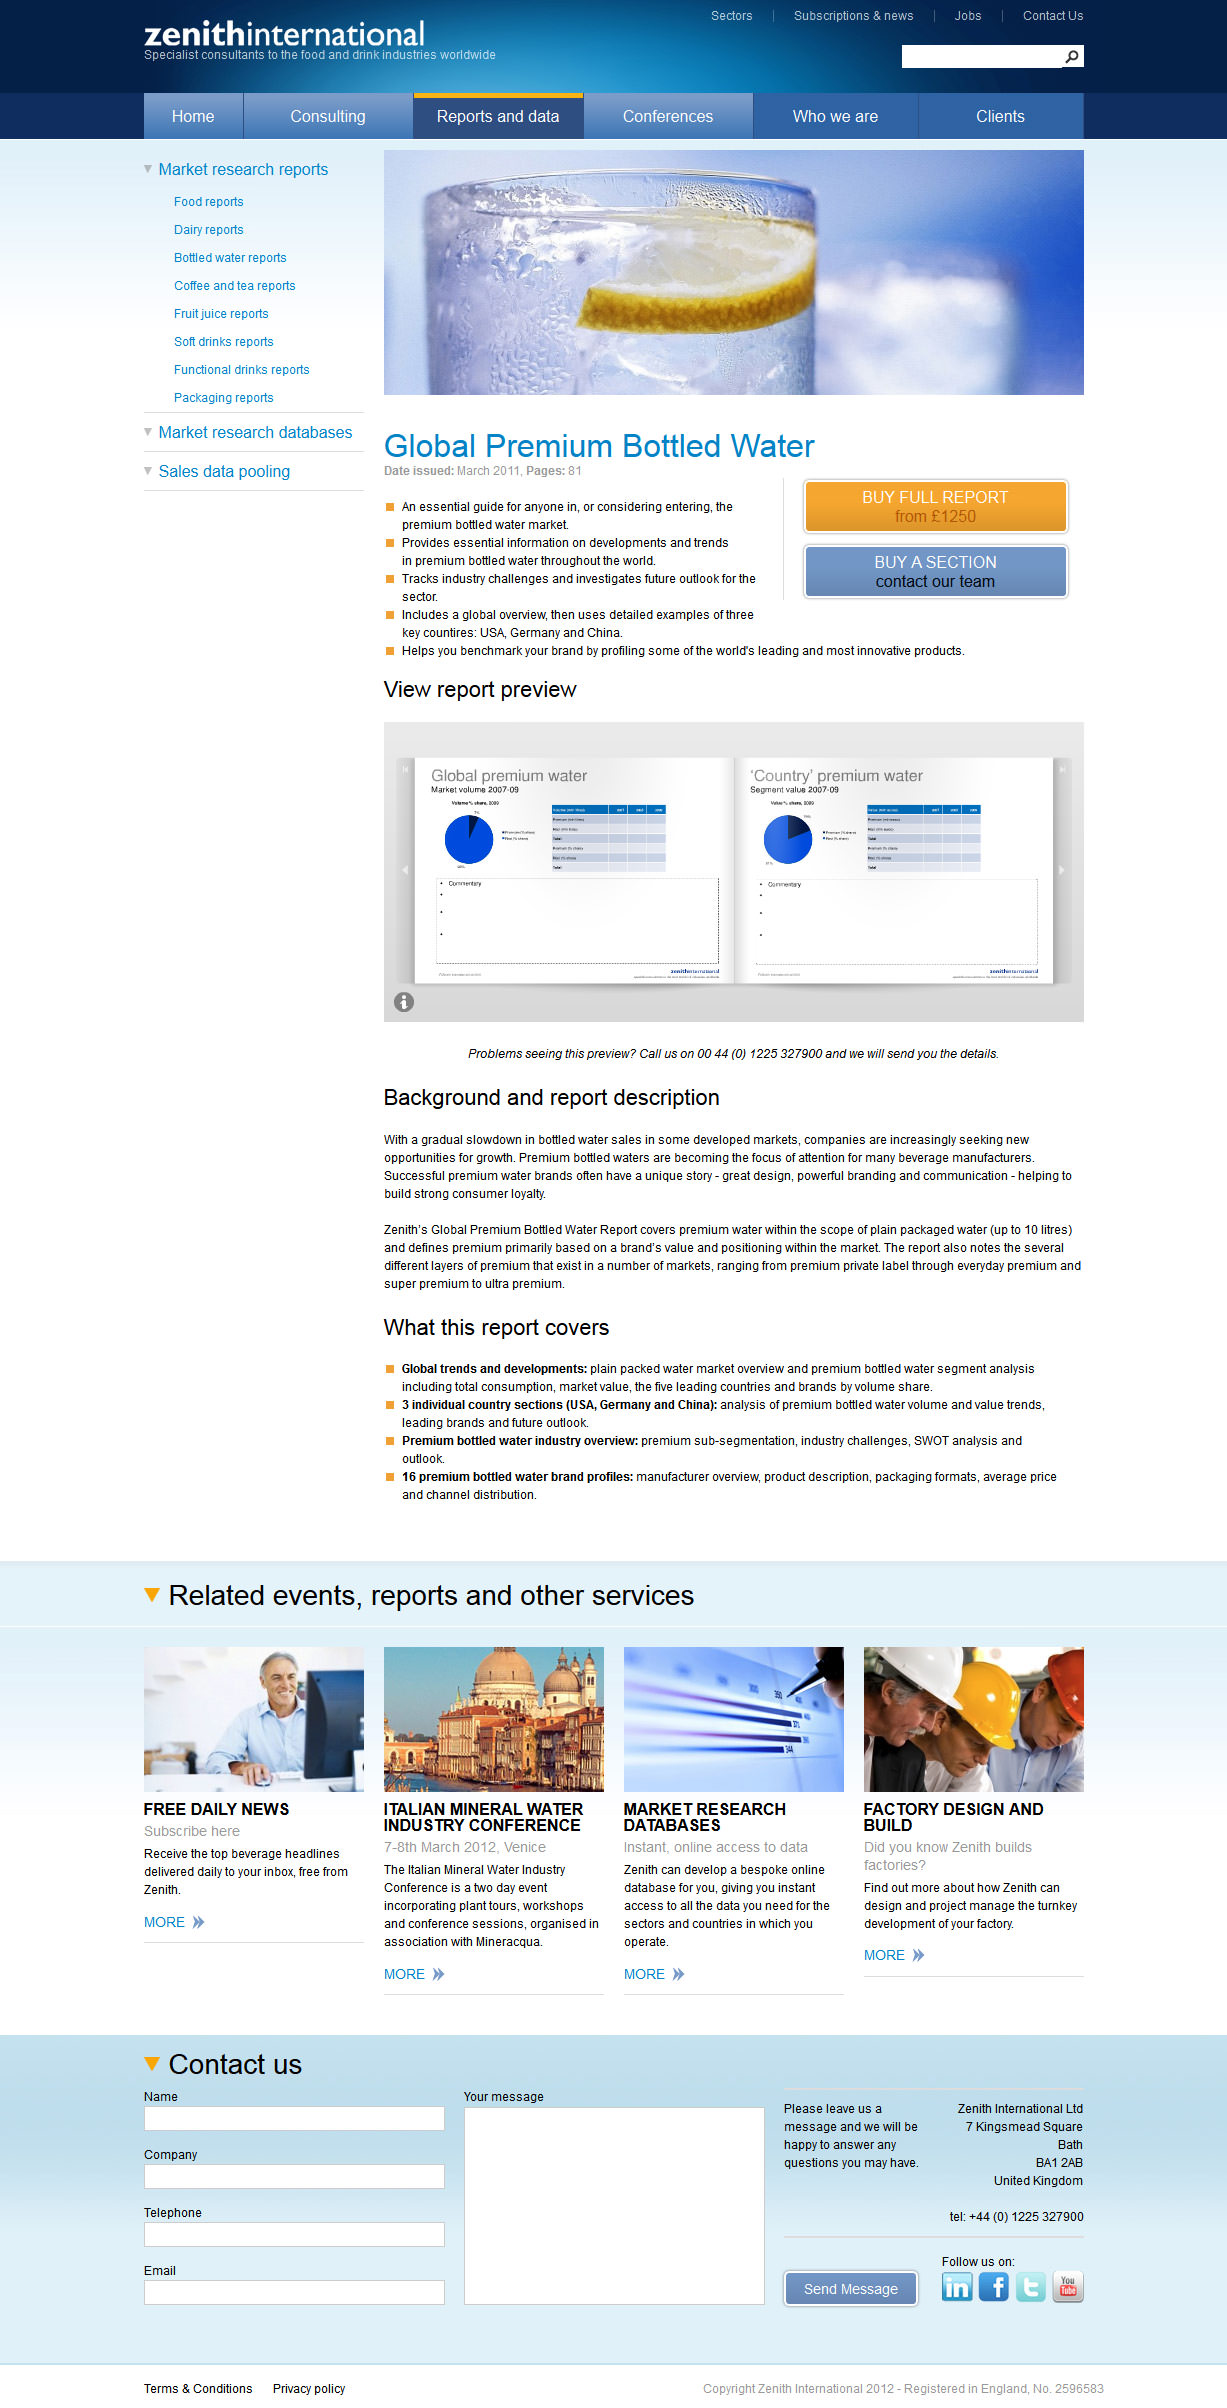 Sectors
Subscriptions & news
Jobs
Contact Us
zenithinternational
Specialist consultants to the food and drink industries worldwide
Home
Consulting
Reports and data
Conferences
Who we are
Clients
Market research reports
Food reports
Dairy reports
Bottled water reports
Coffee and tea reports
Fruit juice reports
Soft drinks reports
Functional drinks reports
Packaging reports
Market research databases
Sales data pooling
Global Premium Bottled Water
Date issued: March 2011, Pages: 81
An essential guide for anyone in, or considering entering, the
premium bottled water market.
Provides essential information on developments and trends
in premium bottled water throughout the world.
Tracks industry challenges and investigates future outlook for the
sector.
Includes a global overview, then uses detailed examples of three
key countires: USA, Germany and China.
Helps you benchmark your brand by profiling some of the world's leading and most innovative products.
BUY FULL REPORT
from £1250
BUY A SECTION
contact our team
View report preview
Global premium water
Market volume 2007-09
Volume % share, 2009
Commentary
zenithinternational
'Country' premium water
Segment value 2007-09
Value % share, 2009
Commentary
zenithinternational
Problems seeing this preview? Call us on 00 44 (0) 1225 327900 and we will send you the details.
Background and report description
With a gradual slowdown in bottled water sales in some developed markets, companies are increasingly seeking new
opportunities for growth. Premium bottled waters are becoming the focus of attention for many beverage manufacturers.
Successful premium water brands often have a unique story - great design, powerful branding and communication - helping to
build strong consumer loyalty.
Zenith's Global Premium Bottled Water Report covers premium water within the scope of plain packaged water (up to 10 litres)
and defines premium primarily based on a brand's value and positioning within the market. The report also notes the several
different layers of premium that exist in a number of markets, ranging from premium private label through everyday premium and
super premium to ultra premium.
What this report covers
Global trends and developments: plain packed water market overview and premium bottled water segment analysis
including total consumption, market value, the five leading countries and brands by volume share.
3 individual country sections (USA, Germany and China): analysis of premium bottled water volume and value trends,
leading brands and future outlook.
Premium bottled water industry overview: premium sub-segmentation, industry challenges, SWOT analysis and
outlook.
16 premium bottled water brand profiles: manufacturer overview, product description, packaging formats, average price
and channel distribution.
Related events, reports and other services
FREE DAILY NEWS
Subscribe here
Receive the top beverage headlines
delivered daily to your inbox, free from
Zenith.
MORE
ITALIAN MINERAL WATER
INDUSTRY CONFERENCE
7-8th March 2012, Venice
The Italian Mineral Water Industry
Conference is a two day event
incorporating plant tours, workshops
and conference sessions, organised in
association with Mineracqua.
MORE
MARKET RESEARCH
DATABASES
Instant, online access to data
Zenith can develop a bespoke online
database for you, giving you instant
access to all the data you need for the
sectors and countries in which you
operate.
MORE
FACTORY DESIGN AND
BUILD
Did you know Zenith builds
factories?
Find out more about how Zenith can
design and project manage the turnkey
development of your factory.
MORE
Contact us
Name
Company
Telephone
Email
Your message
Please leave us a
message and we will be
happy to answer any
questions you may have.
Zenith International Ltd
7 Kingsmead Square
Bath
BA1 2AB
United Kingdom
tel: +44 (0) 1225 327900
Send Message
Follow us on:
in
f
t
You
Tube
Terms & Conditions
Privacy policy
Copyright Zenith International 2012 - Registered in England, No. 2596583